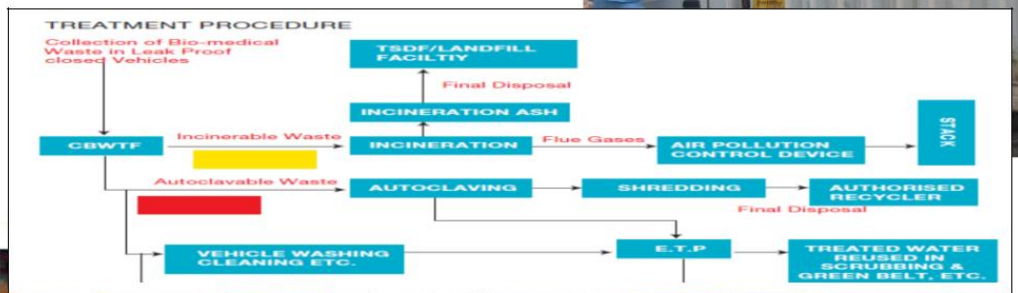 TREATMENT PROCEDURE
Collection of Bio-medical
Waste in Leak Proof
closed Vehicles
TSDF/LANDFILL
FACILTIY
Final Disposal
INCINERATION ASH
CBWTF
Incinerable Waste
INCINERATION
Flue Gases
AIR POLLUTION
CONTROL DEVICE
STACK
Autoclavable Waste
AUTOCLAVING
SHREDDING
AUTHORISED
RECYCLER
Final Disposal
VEHICLE WASHING
CLEANING ETC.
E.T.P
TREATED WATER
REUSED IN
SCRUBBING &
GREEN BELT, ETC.